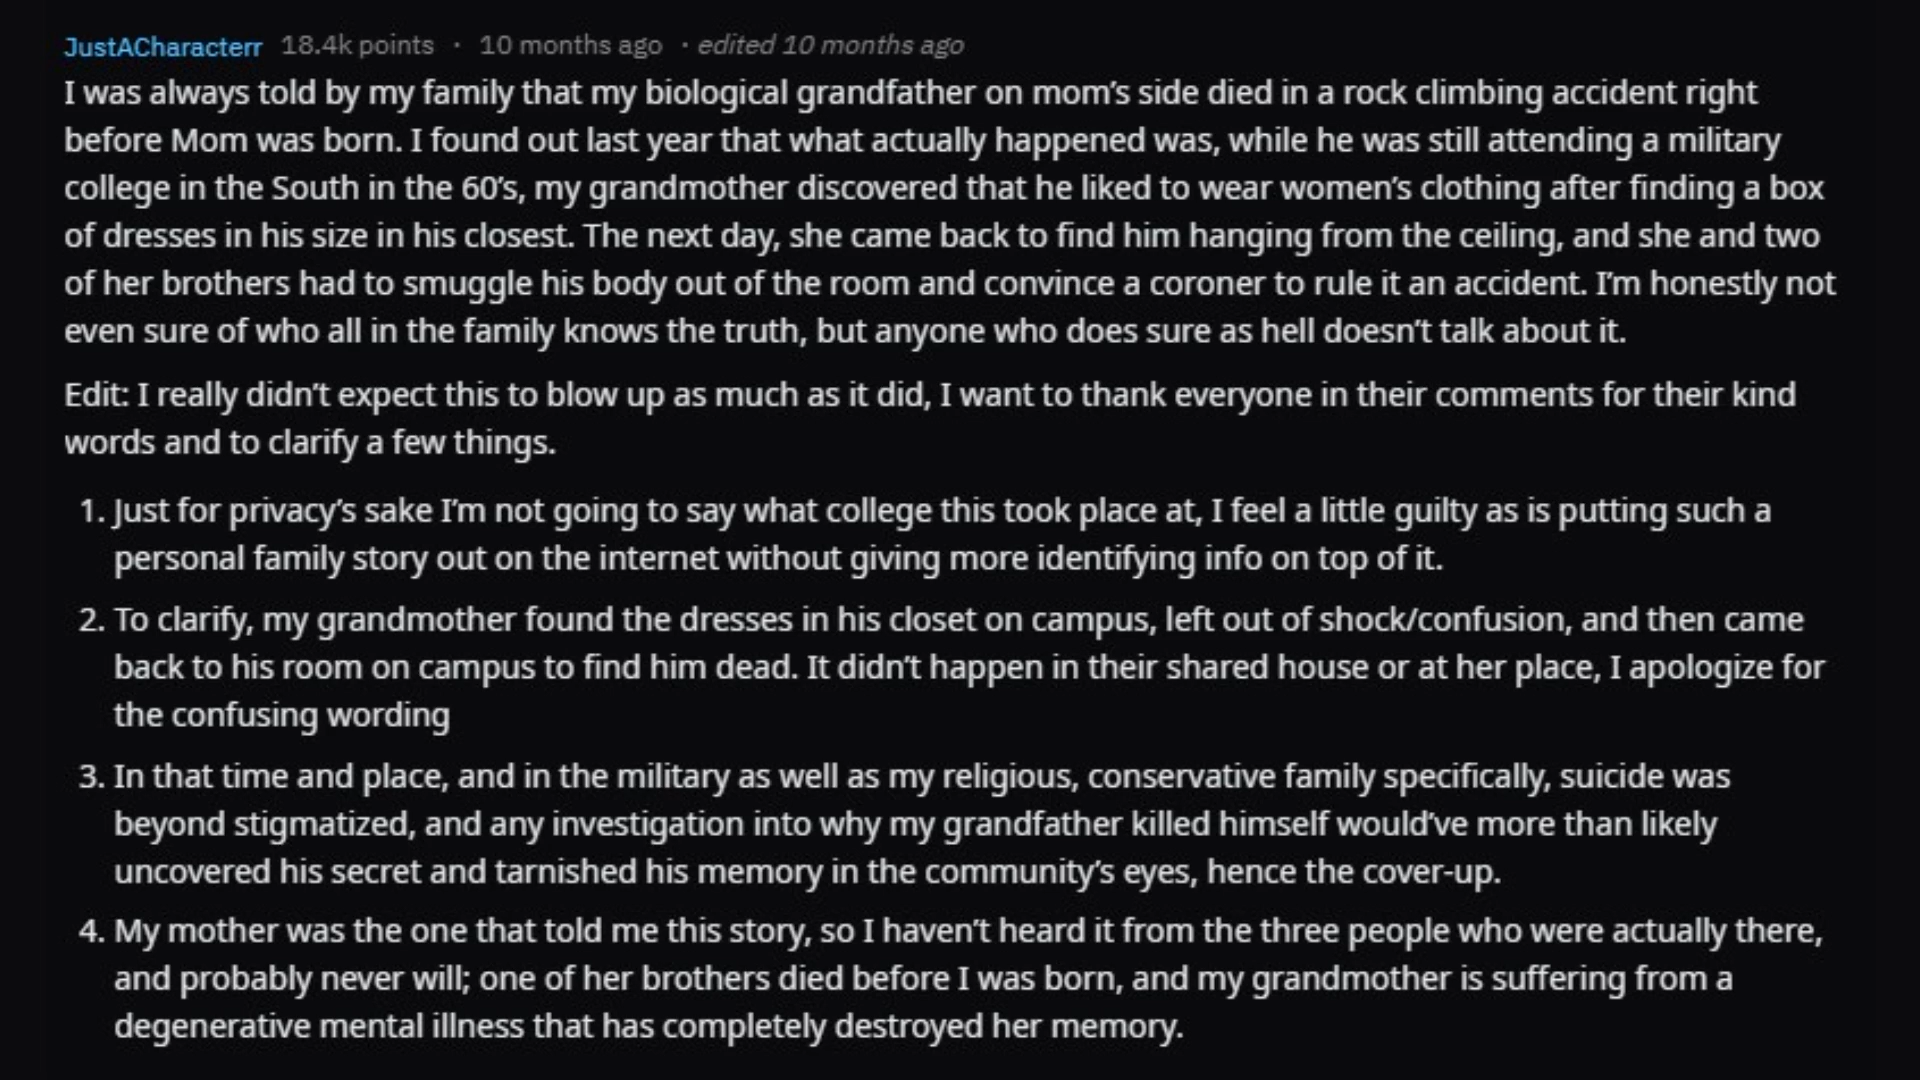 JustACharacterr 18.4k points · 10 months ago · edited 10 months ago
I was always told by my family that my biological grandfather on mom’s side died in a rock climbing accident right
before Mom was born. I found out last year that what actually happened was, while he was still attending a military
college in the South in the 60’s, my grandmother discovered that he liked to wear women’s clothing after finding a box
of dresses in his size in his closest. The next day, she came back to find him hanging from the ceiling, and she and two
of her brothers had to smuggle his body out of the room and convince a coroner to rule it an accident. I’m honestly not
even sure of who all in the family knows the truth, but anyone who does sure as hell doesn’t talk about it.
Edit: I really didn’t expect this to blow up as much as it did, I want to thank everyone in their comments for their kind
words and to clarify a few things.
1. Just for privacy’s sake I’m not going to say what college this took place at, I feel a little guilty as is putting such a
personal family story out on the internet without giving more identifying info on top of it.
2. To clarify, my grandmother found the dresses in his closet on campus, left out of shock/confusion, and then came
back to his room on campus to find him dead. It didn’t happen in their shared house or at her place, I apologize for
the confusing wording
3. In that time and place, and in the military as well as my religious, conservative family specifically, suicide was
beyond stigmatized, and any investigation into why my grandfather killed himself would’ve more than likely
uncovered his secret and tarnished his memory in the community’s eyes, hence the cover-up.
4. My mother was the one that told me this story, so I haven’t heard it from the three people who were actually there,
and probably never will; one of her brothers died before I was born, and my grandmother is suffering from a
degenerative mental illness that has completely destroyed her memory.